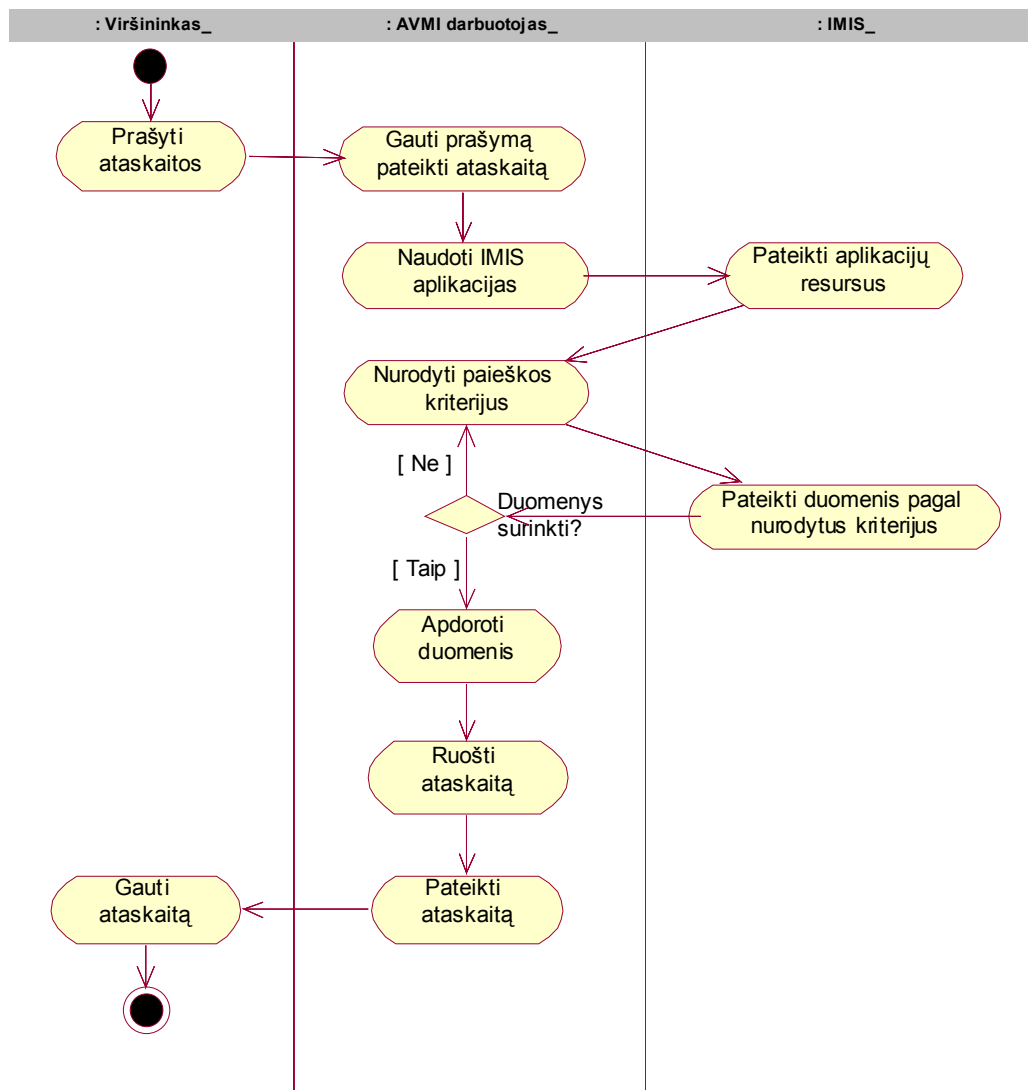 : Viršininkas_
: AVMI darbuotojas_
: IMIS_
Prašyti
ataskaitos
Gauti prašymą
pateikti ataskaitą
Naudoti IMIS
aplikacijas
Pateikti aplikacijų
resursus
Nurodyti paieškos
kriterijus
[ Ne ]
Duomenys
surinkti?
Pateikti duomenis pagal
nurodytus kriterijus
[ Taip ]
Apdoroti
duomenis
Ruošti
ataskaitą
Pateikti
ataskaitą
Gauti
ataskaitą